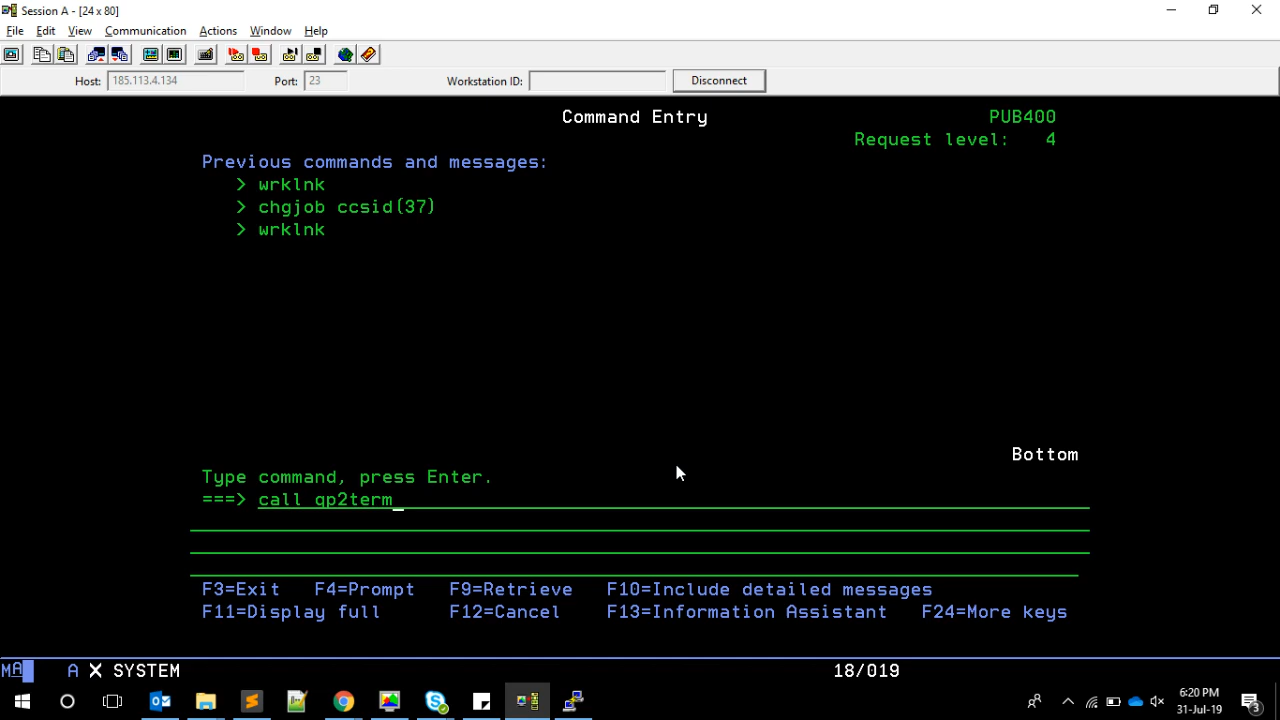 Session A - [24 x 80]
File Edit View Communication Actions Window Help
Host: 185.113.4.134 Port: 23 Workstation ID: Disconnect
Command Entry PUB400
Request level: 4
Previous commands and messages:
> wrklnk
> chgjob ccsid(37)
> wrklnk
Bottom
Type command, press Enter.
===> call qp2term
F3=Exit F4=Prompt F9=Retrieve F10=Include detailed messages
F11=Display full F12=Cancel F13=Information Assistant F24=More keys
MA A X SYSTEM 18/019
6:20 PM
31-Jul-19
3